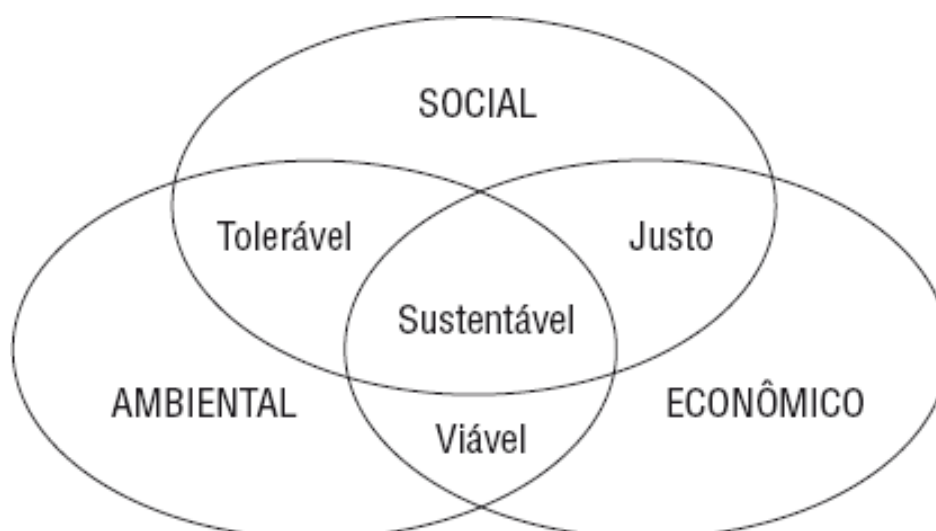 SOCIAL
Tolerável
Justo
Sustentável
AMBIENTAL
ECONÔMICO
Viável